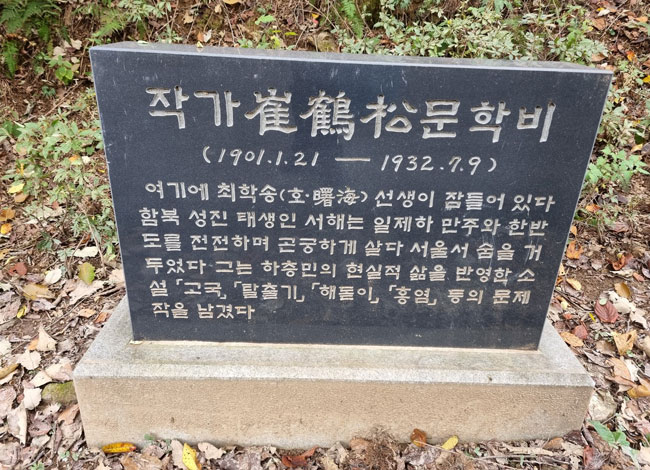 작가 崔鶴松 문학비
(1901.1.21 — 1932.7.9)
여기에 최학송(호·曙海) 선생이 잠들어 있다
함북 성진 태생인 서해는 일제하 만주와 한반
도를 전전하며 곤궁하게 살다 서울서 숨을 거
두었다 그는 하층민의 현실적 삶을 반영한 소
설 「고국」, 「탈출기」, 「해돋이」, 「홍염」 등의 문제
작을 남겼다